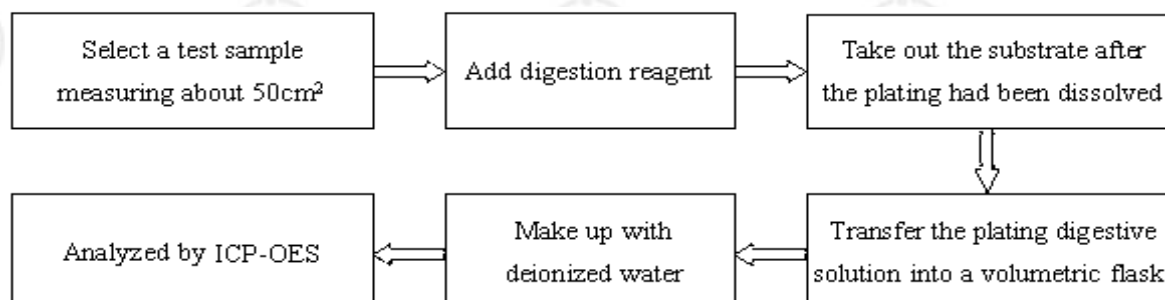 Select a test sample
measuring about 50cm²
Add digestion reagent
Take out the substrate after
the plating had been dissolved
Transfer the plating digestive
solution into a volumetric flask
Make up with
deionized water
Analyzed by ICP-OES